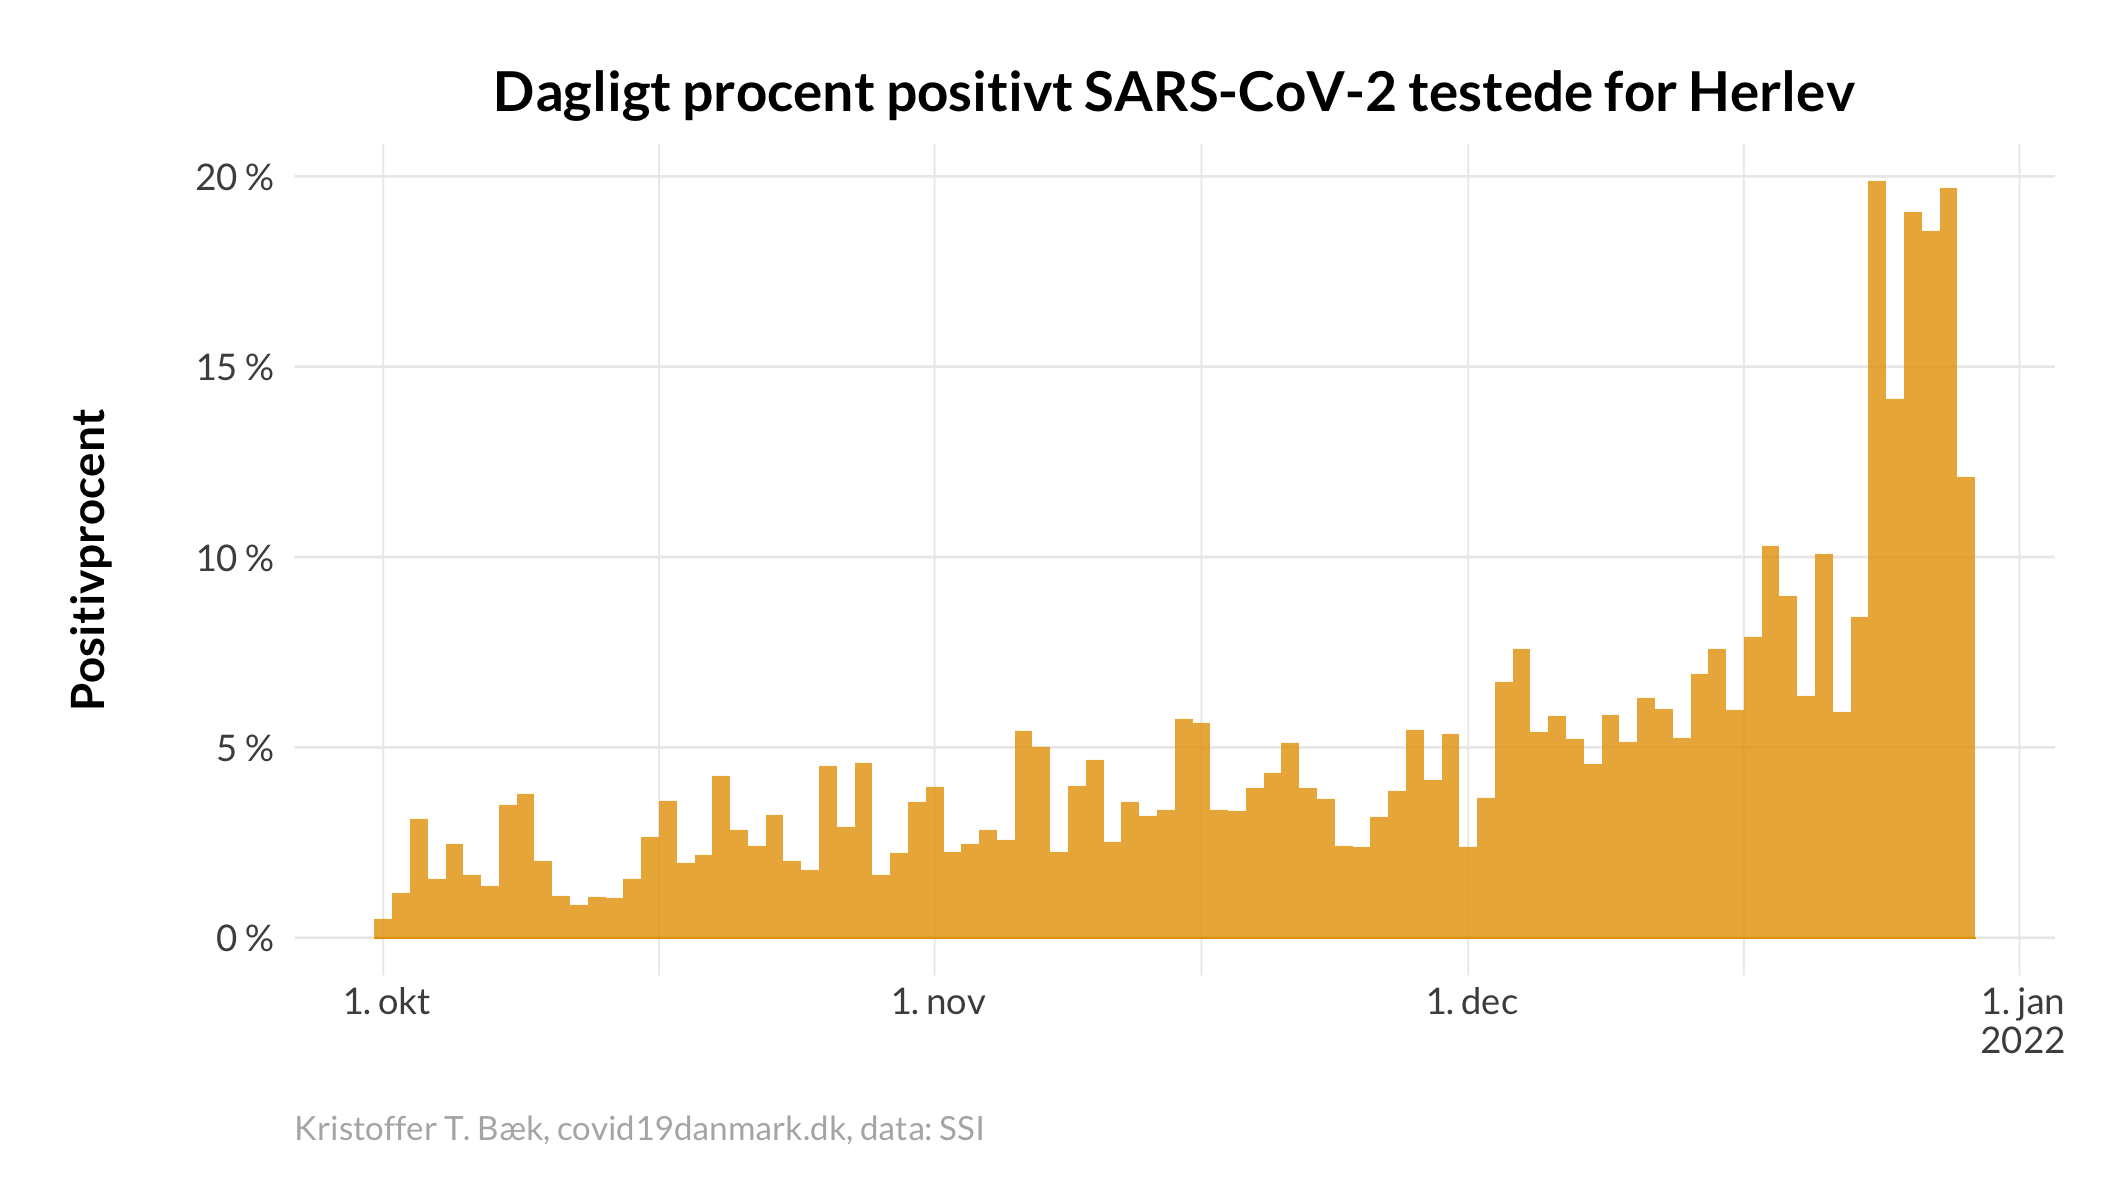 Dagligt procent positivt SARS-CoV-2 testede for Herlev
Positivprocent
20 %
15 %
10 %
5 %
0 %
1. okt
1. nov
1. dec
1. jan
2022
Kristoffer T. Bæk, covid19danmark.dk, data: SSI